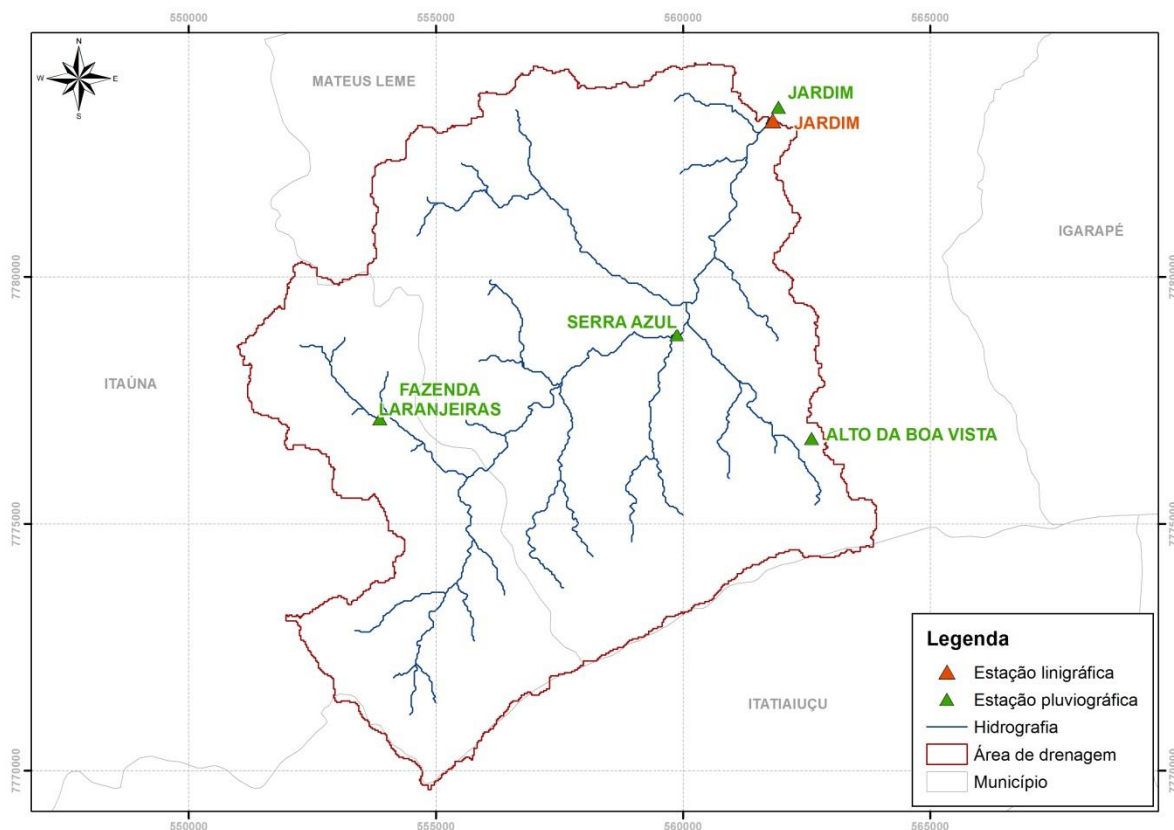 550000
555000
560000
565000
N
W
E
S
MATEUS LEME
JARDIM
JARDIM
IGARAPÉ
7780000
7780000
SERRA AZUL
ITAÚNA
FAZENDA
LARANJEIRAS
ALTO DA BOA VISTA
7775000
7775000
ITATIAIUÇU
Legenda
Estação linigráfica
Estação pluviográfica
Hidrografia
Área de drenagem
Município
7770000
7770000
550000
555000
560000
565000